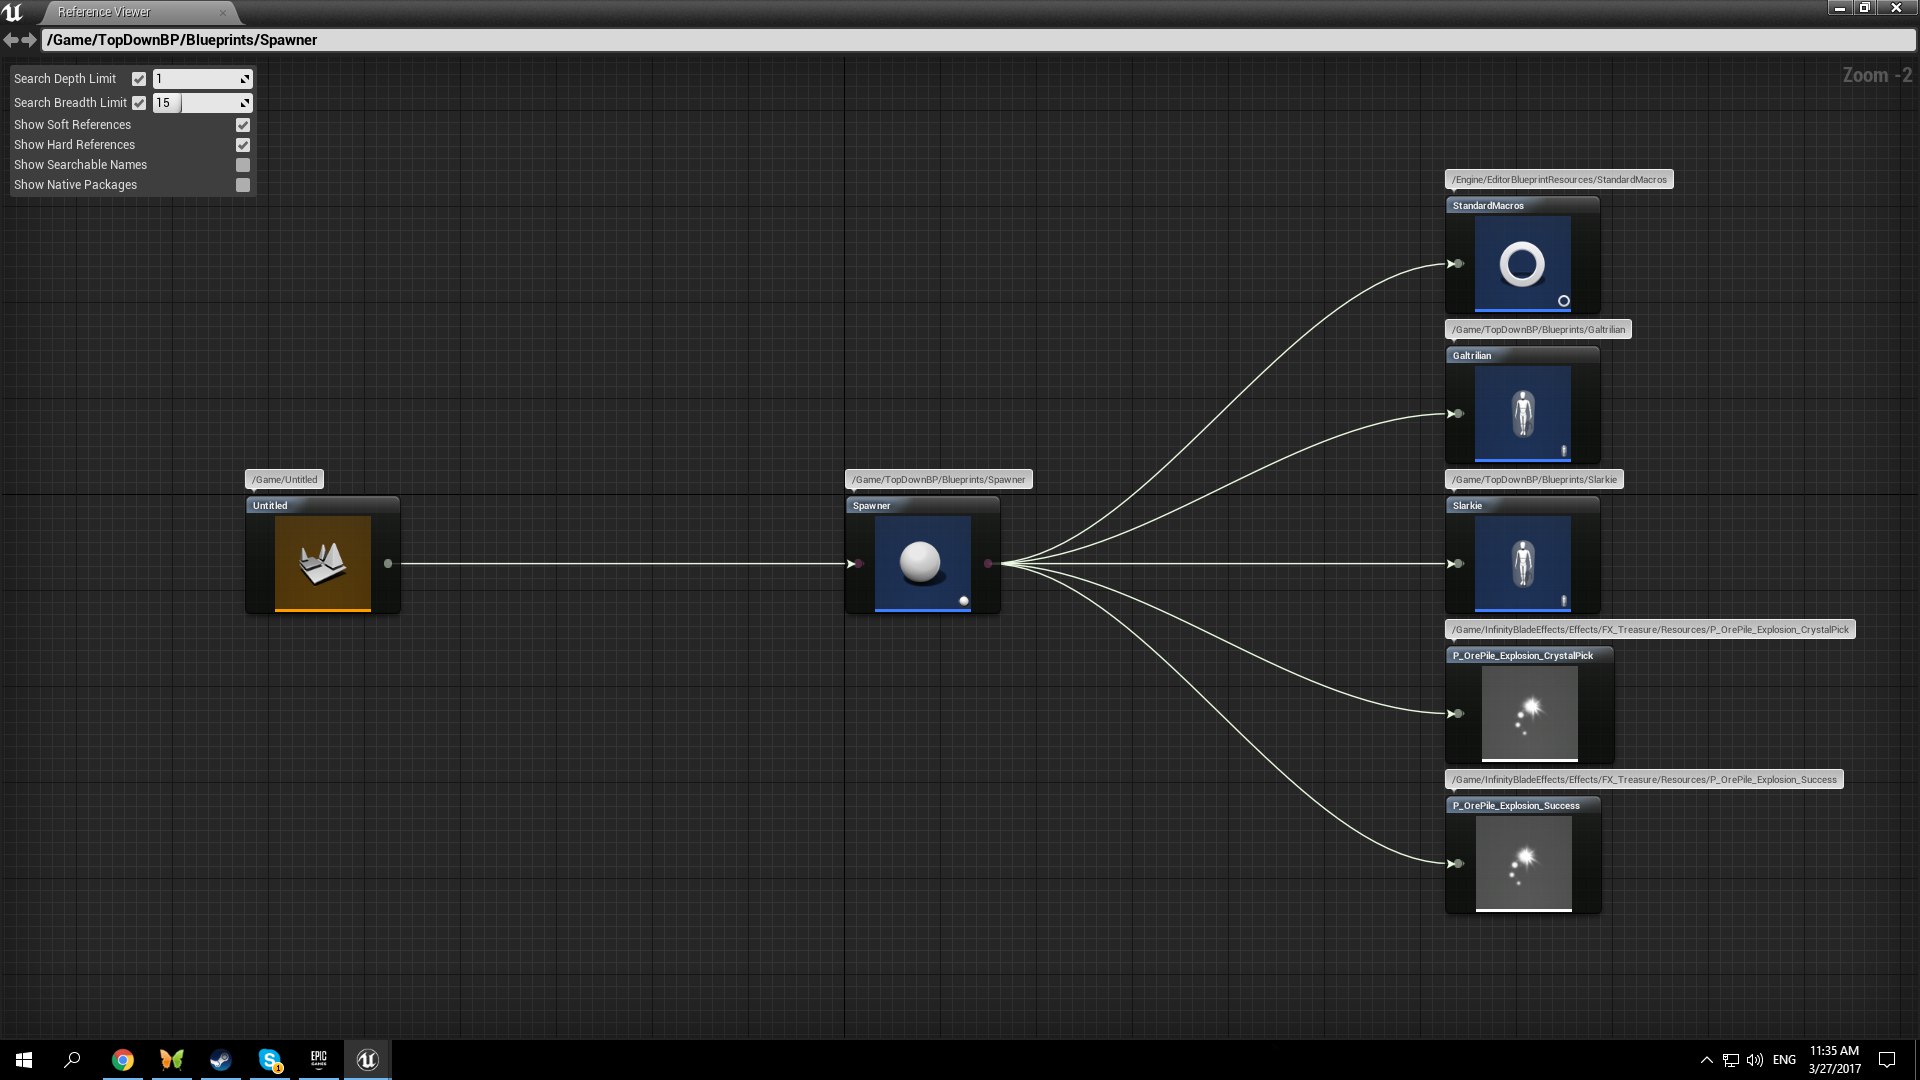 Reference Viewer
/Game/TopDownBP/Blueprints/Spawner
Zoom -2
Search Depth Limit 1
Search Breadth Limit 15
Show Soft References
Show Hard References
Show Searchable Names
Show Native Packages
/Engine/EditorBlueprintResources/StandardMacros
StandardMacros
/Game/TopDownBP/Blueprints/Galtrilian
Galtrilian
/Game/Untitled
Untitled
/Game/TopDownBP/Blueprints/Spawner
Spawner
/Game/TopDownBP/Blueprints/Slarkie
Slarkie
/Game/InfinityBladeEffects/Effects/FX_Treasure/Resources/P_OrePile_Explosion_CrystalPick
P_OrePile_Explosion_CrystalPick
/Game/InfinityBladeEffects/Effects/FX_Treasure/Resources/P_OrePile_Explosion_Success
P_OrePile_Explosion_Success
EPIC
GAMES
1
ENG
11:35 AM
3/27/2017